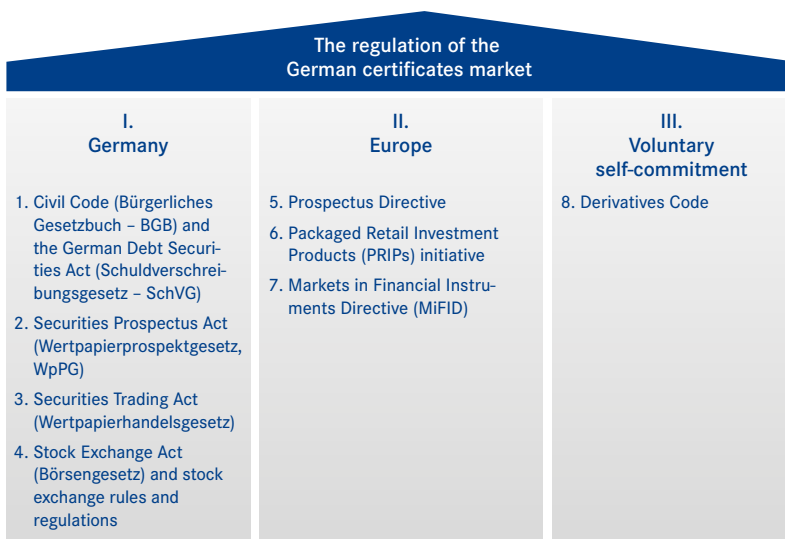 The regulation of the
German certificates market
I.
Germany
1. Civil Code (Bürgerliches
Gesetzbuch – BGB) and
the German Debt Securi-
ties Act (Schuldverschrei-
bungsgesetz – SchVG)
2. Securities Prospectus Act
(Wertpapierprospektgesetz,
WpPG)
3. Securities Trading Act
(Wertpapierhandelsgesetz)
4. Stock Exchange Act
(Börsengesetz) and stock
exchange rules and
regulations
II.
Europe
5. Prospectus Directive
6. Packaged Retail Investment
Products (PRIPs) initiative
7. Markets in Financial Instru-
ments Directive (MiFID)
III.
Voluntary
self-commitment
8. Derivatives Code